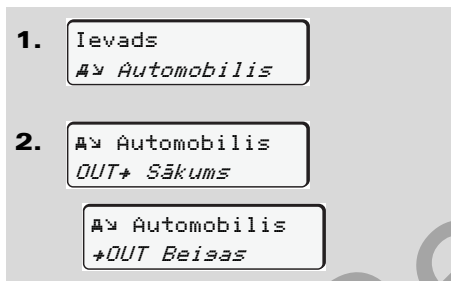 1. Ievads
д↘ Automobilis
2. д↘ Automobilis
OUT→ Sākums
д↘ Automobilis
→OUT Beigas